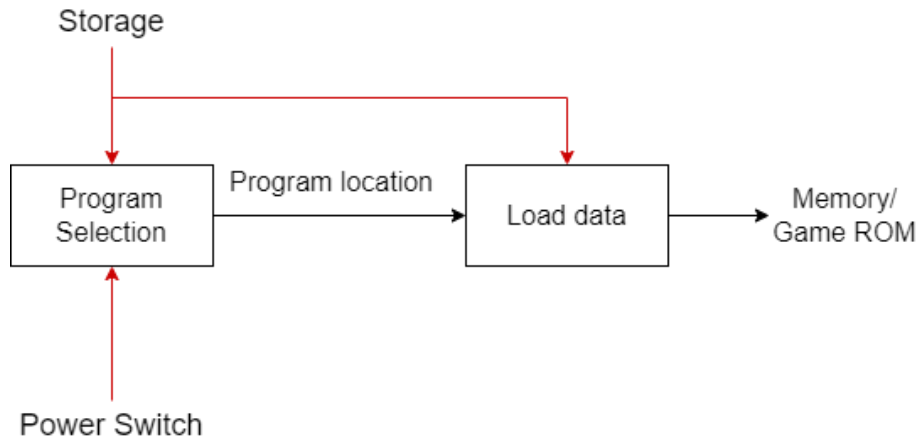 Storage
Program
Selection
Program location
Load data
Memory/
Game ROM
Power Switch